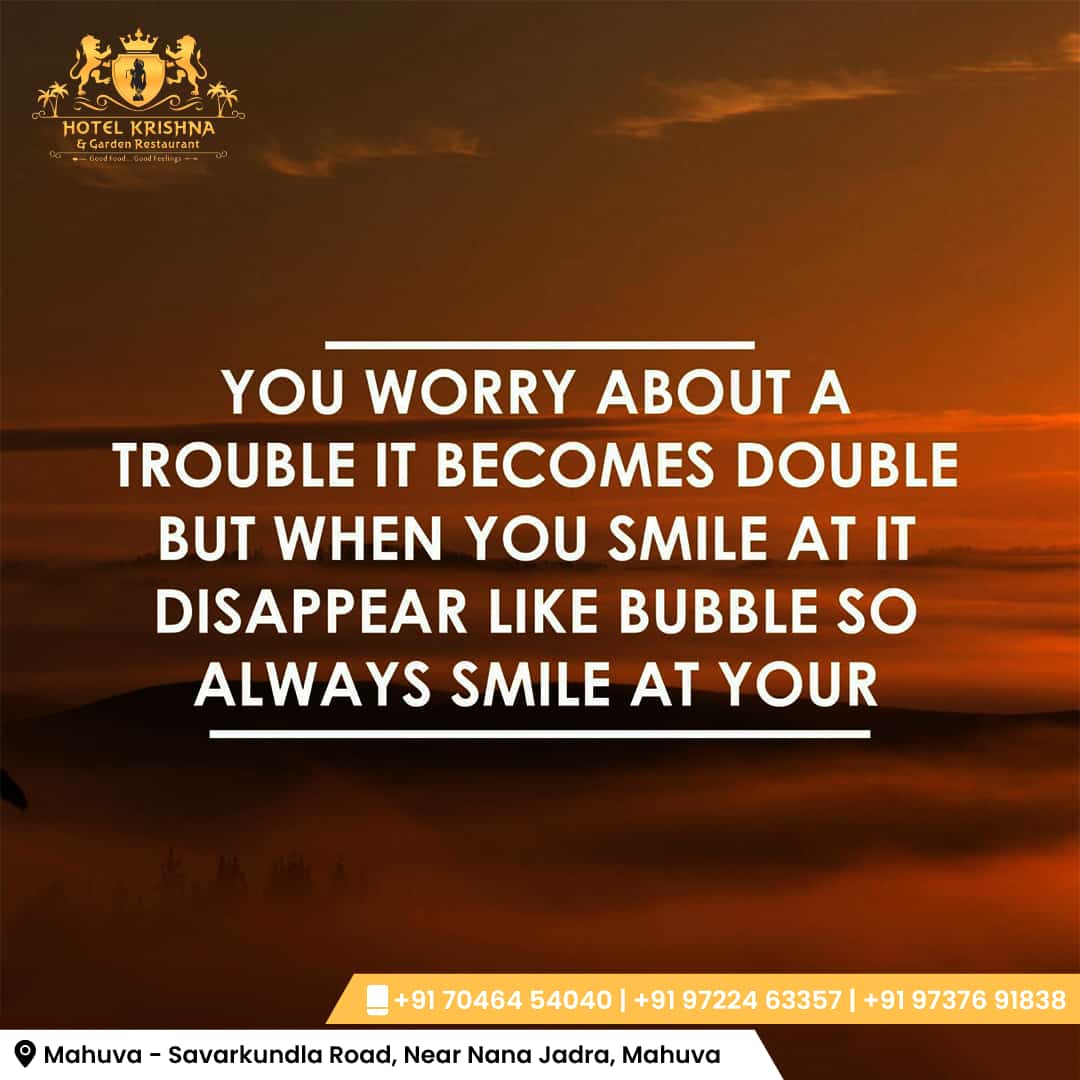 HOTEL KRISHNA
& Garden Restaurant
Good Food... Good Feelings
YOU WORRY ABOUT A
TROUBLE IT BECOMES DOUBLE
BUT WHEN YOU SMILE AT IT
DISAPPEAR LIKE BUBBLE SO
ALWAYS SMILE AT YOUR
+91 70464 54040 | +91 97224 63357 | +91 97376 91838
Mahuva - Savarkundla Road, Near Nana Jadra, Mahuva